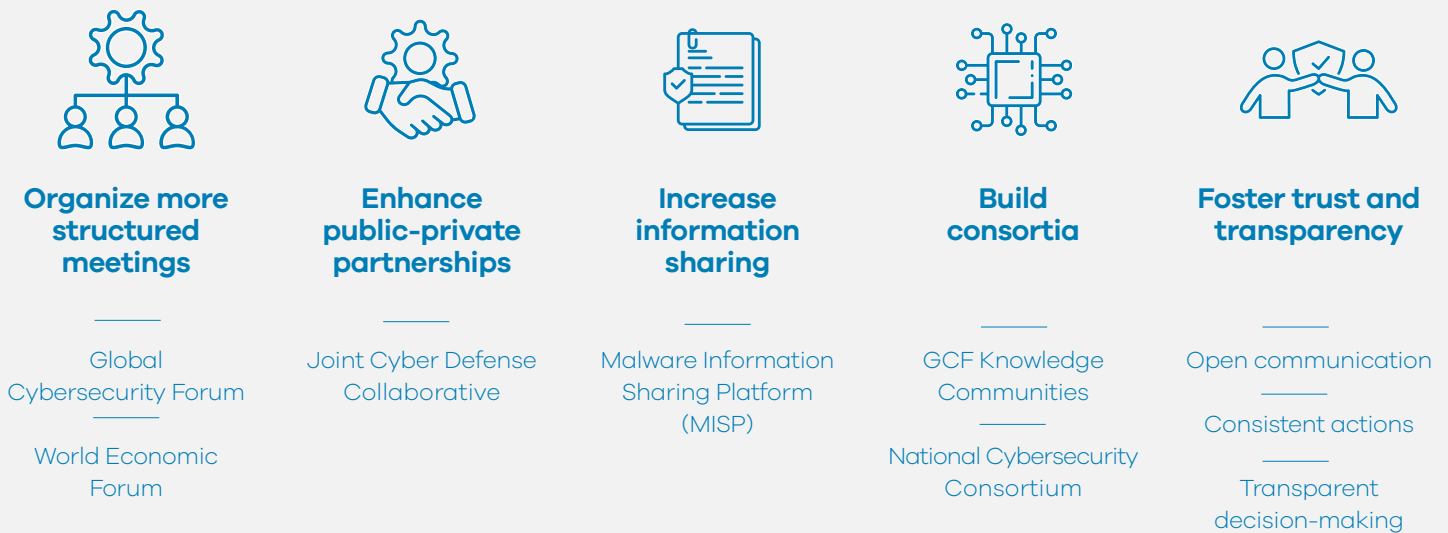 Organize more
structured
meetings
Global
Cybersecurity Forum
World Economic
Forum
Enhance
public-private
partnerships
Joint Cyber Defense
Collaborative
Increase
information
sharing
Malware Information
Sharing Platform
(MISP)
Build
consortia
GCF Knowledge
Communities
National Cybersecurity
Consortium
Foster trust and
transparency
Open communication
Consistent actions
Transparent
decision-making